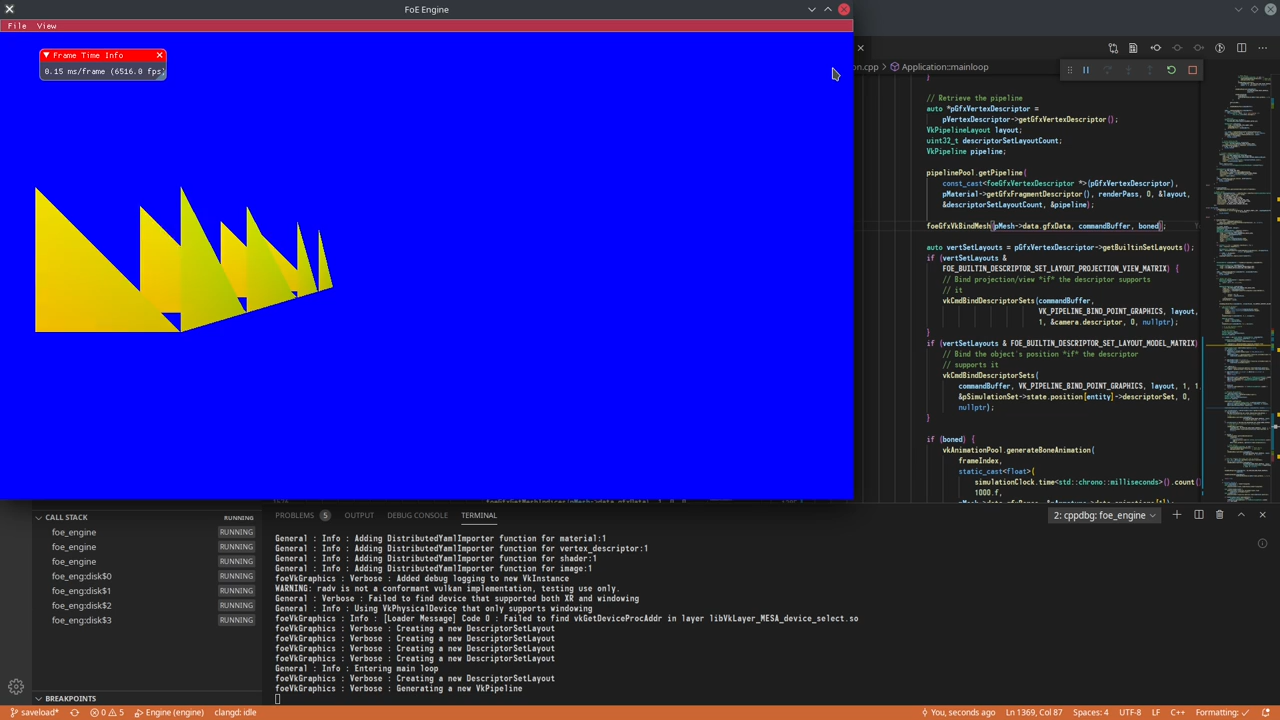 FoE Engine
File View
Frame Time Info
0.15 ms/frame (6516.0 fps)
on.cpp > Application::mainloop
}
// Retrieve the pipeline
auto *pGfxVertexDescriptor =
pVertexDescriptor->getGfxVertexDescriptor();
VkPipelineLayout layout;
uint32_t descriptorSetLayoutCount;
VkPipeline pipeline;
pipelinePool.getPipeline(
const_cast<foeGfxVertexDescriptor *>(pGfxVertexDescriptor),
pMaterial->getGfxFragmentDescriptor(), renderPass, 0, &layout,
&descriptorSetLayoutCount, &pipeline);
foeGfxVkBindMesh(pMesh->data.gfxData, commandBuffer, boned);
auto vertSetLayouts = pGfxVertexDescriptor->getBuiltinSetLayouts();
if (vertSetLayouts &
FOE_BUILTIN_DESCRIPTOR_SET_LAYOUT_PROJECTION_VIEW_MATRIX) {
// Bind projection/view *if* the descriptor supports
// it
vkCmdBindDescriptorSets(commandBuffer,
VK_PIPELINE_BIND_POINT_GRAPHICS, layout,
1, &camera.descriptor, 0, nullptr);
}
if (vertSetLayouts & FOE_BUILTIN_DESCRIPTOR_SET_LAYOUT_MODEL_MATRIX)
// Bind the object's position *if* the descriptor
// supports it
vkCmdBindDescriptorSets(
commandBuffer, VK_PIPELINE_BIND_POINT_GRAPHICS, layout, 1, 1,
&pSimulationSet->state.position[entity]->descriptorSet, 0,
nullptr);
}
if (boned) {
vkAnimationPool.generateBoneAnimation(
frameIndex,
static_cast<float>(
simulationClock.time<std::chrono::milliseconds>().count()
1000.f,
CALL STACK RUNNING
foe_engine RUNNING
foe_engine RUNNING
foe_engine RUNNING
foe_eng:disk$0 RUNNING
foe_eng:disk$1 RUNNING
foe_eng:disk$2 RUNNING
foe_eng:disk$3 RUNNING
BREAKPOINTS
PROBLEMS 5 OUTPUT DEBUG CONSOLE TERMINAL 2: cppdbg: foe_engine
General : Info : Adding DistributedYamlImporter function for material:1
General : Info : Adding DistributedYamlImporter function for vertex_descriptor:1
General : Info : Adding DistributedYamlImporter function for shader:1
General : Info : Adding DistributedYamlImporter function for image:1
foeVkGraphics : Verbose : Added debug logging to new VkInstance
WARNING: radv is not a conformant vulkan implementation, testing use only.
General : Verbose : Failed to find device that supported both XR and windowing
General : Info : Using VkPhysicalDevice that only supports windowing
foeVkGraphics : Info : [Loader Message] Code 0 : Failed to find vkGetDeviceProcAddr in layer libVkLayer_MESA_device_select.so
foeVkGraphics : Verbose : Creating a new DescriptorSetLayout
foeVkGraphics : Verbose : Creating a new DescriptorSetLayout
foeVkGraphics : Verbose : Creating a new DescriptorSetLayout
foeVkGraphics : Verbose : Creating a new DescriptorSetLayout
General : Info : Entering main loop
foeVkGraphics : Verbose : Creating a new DescriptorSetLayout
foeVkGraphics : Verbose : Generating a new VkPipeline
saveload* 0 5 Engine (engine) clangd: idle You, seconds ago Ln 1369, Col 87 Spaces: 4 UTF-8 LF C++ Formatting: ✓